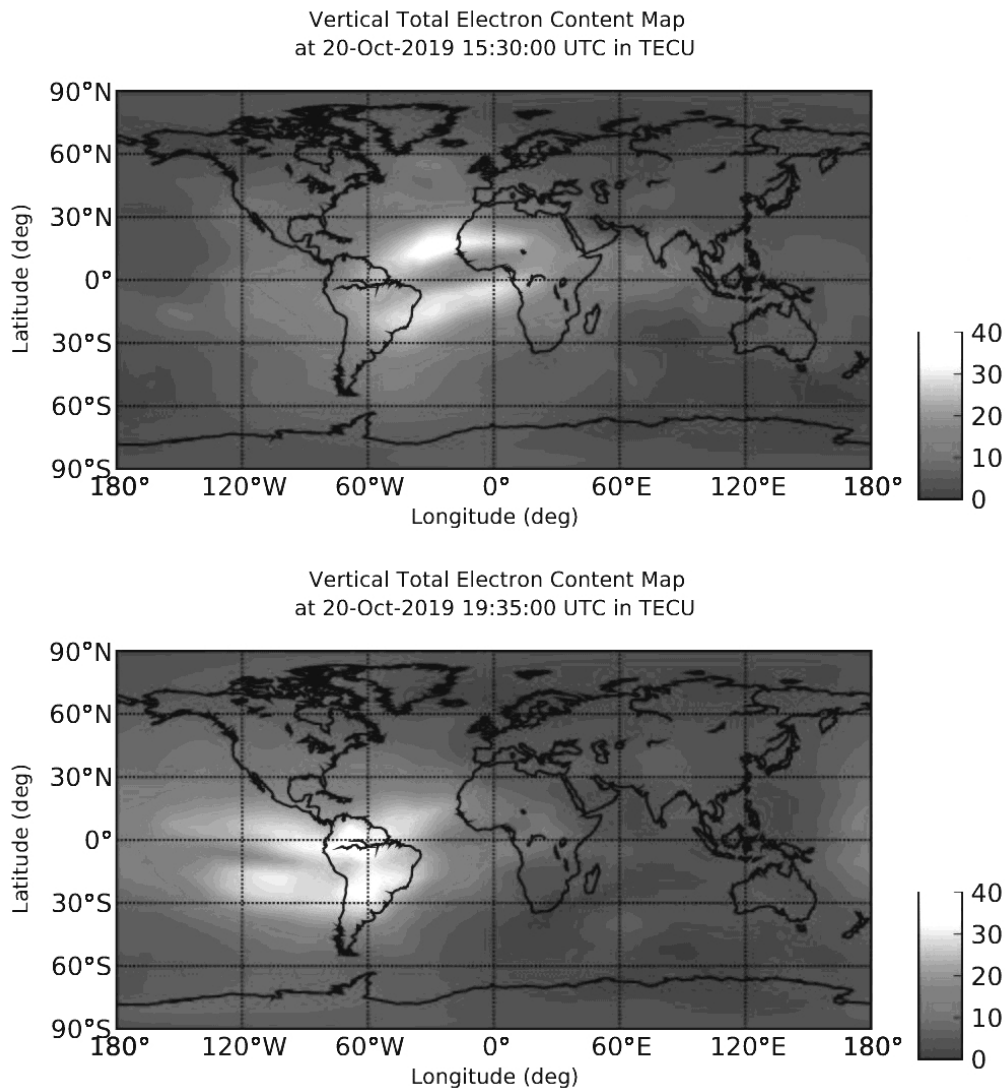 Vertical Total Electron Content Map
at 20-Oct-2019 15:30:00 UTC in TECU
90°N
60°N
30°N
0°
30°S
60°S
90°S
Latitude (deg)
180°
120°W
60°W
0°
60°E
120°E
180°
Longitude (deg)
40
30
20
10
0
Vertical Total Electron Content Map
at 20-Oct-2019 19:35:00 UTC in TECU
90°N
60°N
30°N
0°
30°S
60°S
90°S
Latitude (deg)
180°
120°W
60°W
0°
60°E
120°E
180°
Longitude (deg)
40
30
20
10
0